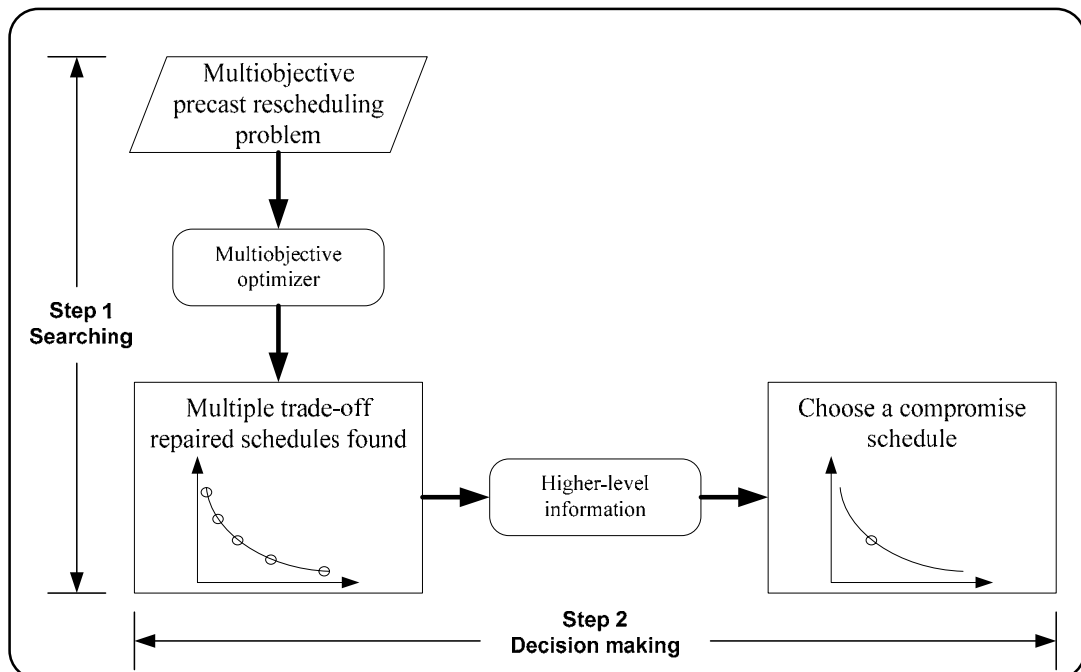 Multiobjective
precast rescheduling
problem
Multiobjective
optimizer
Step 1
Searching
Multiple trade-off
repaired schedules found
Higher-level
information
Choose a compromise
schedule
Step 2
Decision making